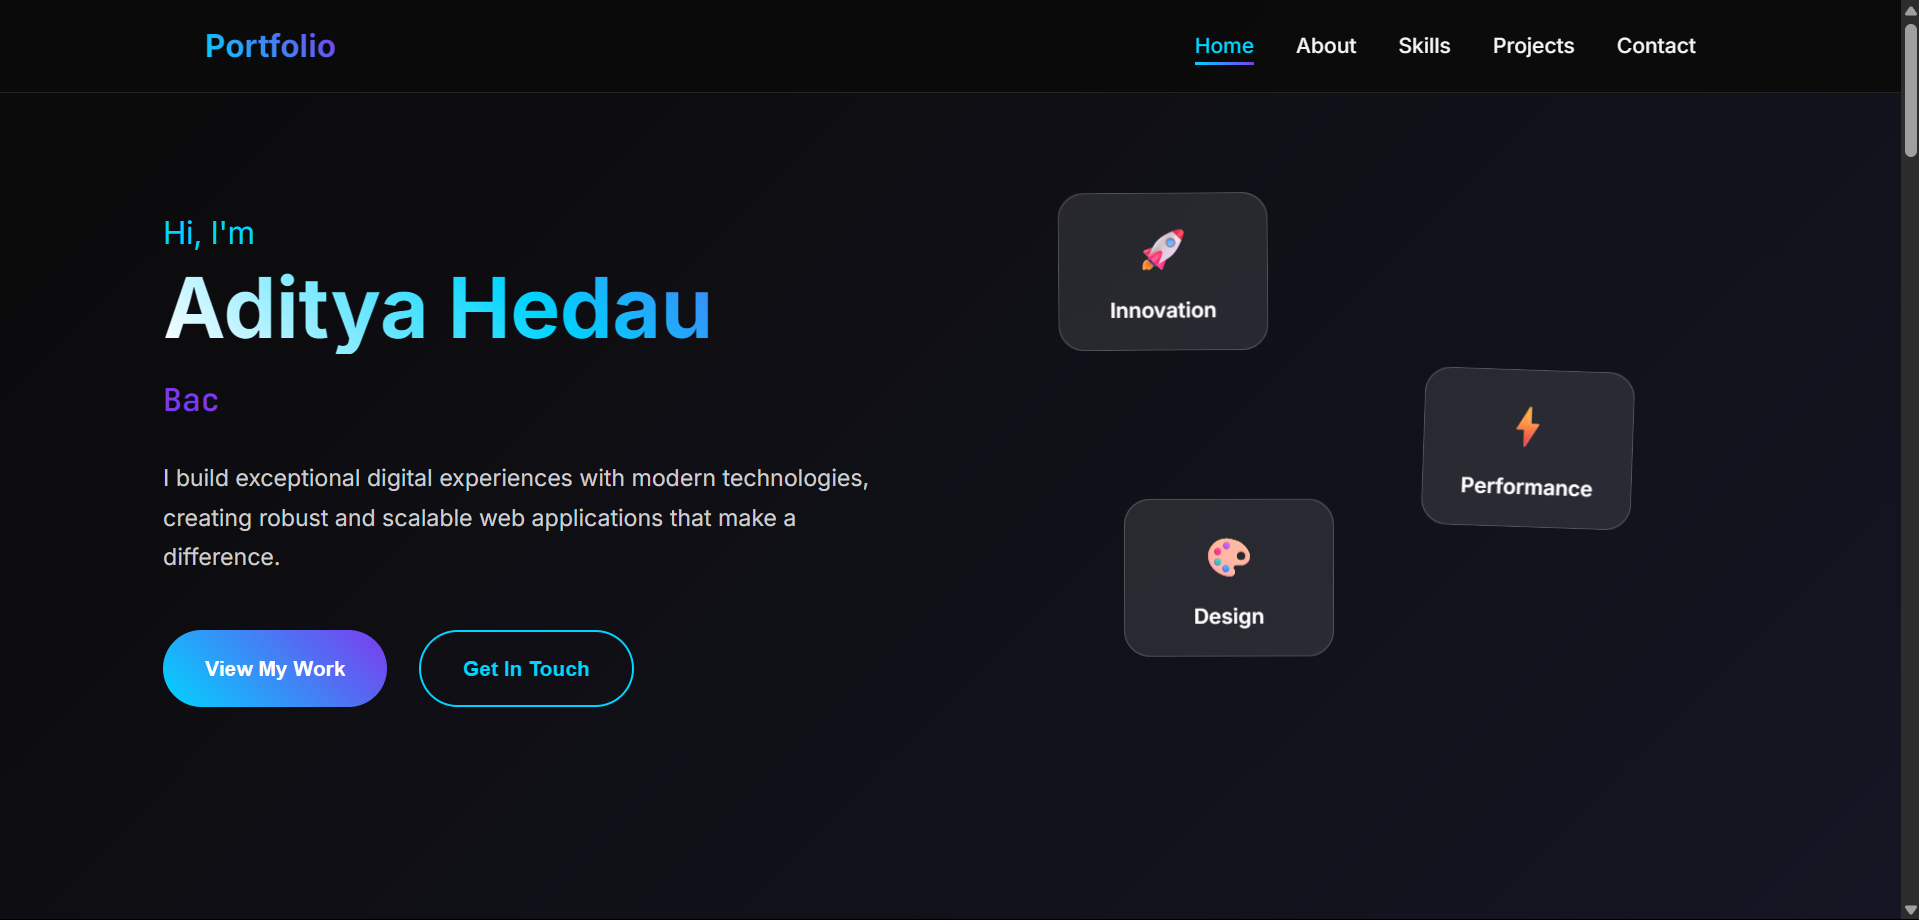 Portfolio
Home About Skills Projects Contact
Hi, I'm
Aditya Hedau
Bac
I build exceptional digital experiences with modern technologies,
creating robust and scalable web applications that make a
difference.
View My Work
Get In Touch
Innovation
Performance
Design